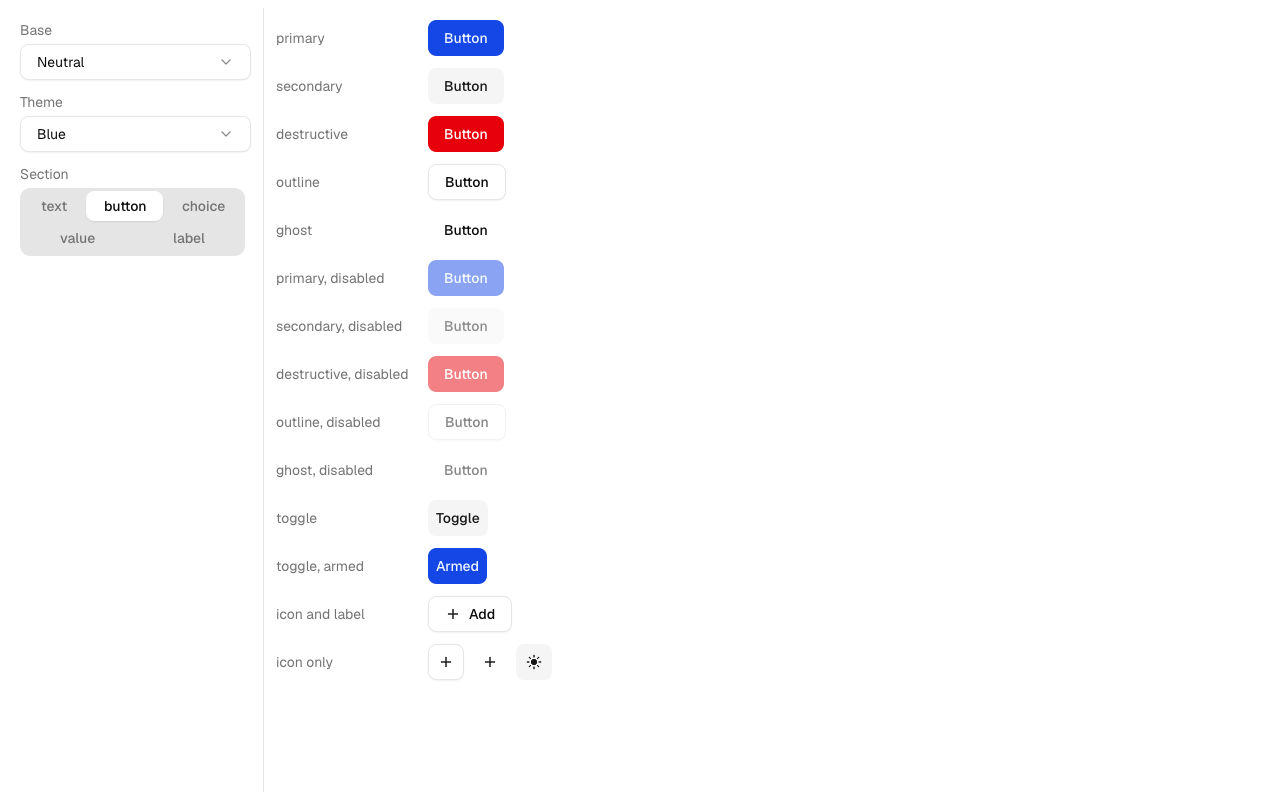 Base
Neutral
Theme
Blue
Section
text button choice
value label
primary Button
secondary Button
destructive Button
outline Button
ghost Button
primary, disabled Button
secondary, disabled Button
destructive, disabled Button
outline, disabled Button
ghost, disabled Button
toggle Toggle
toggle, armed Armed
icon and label Add
icon only